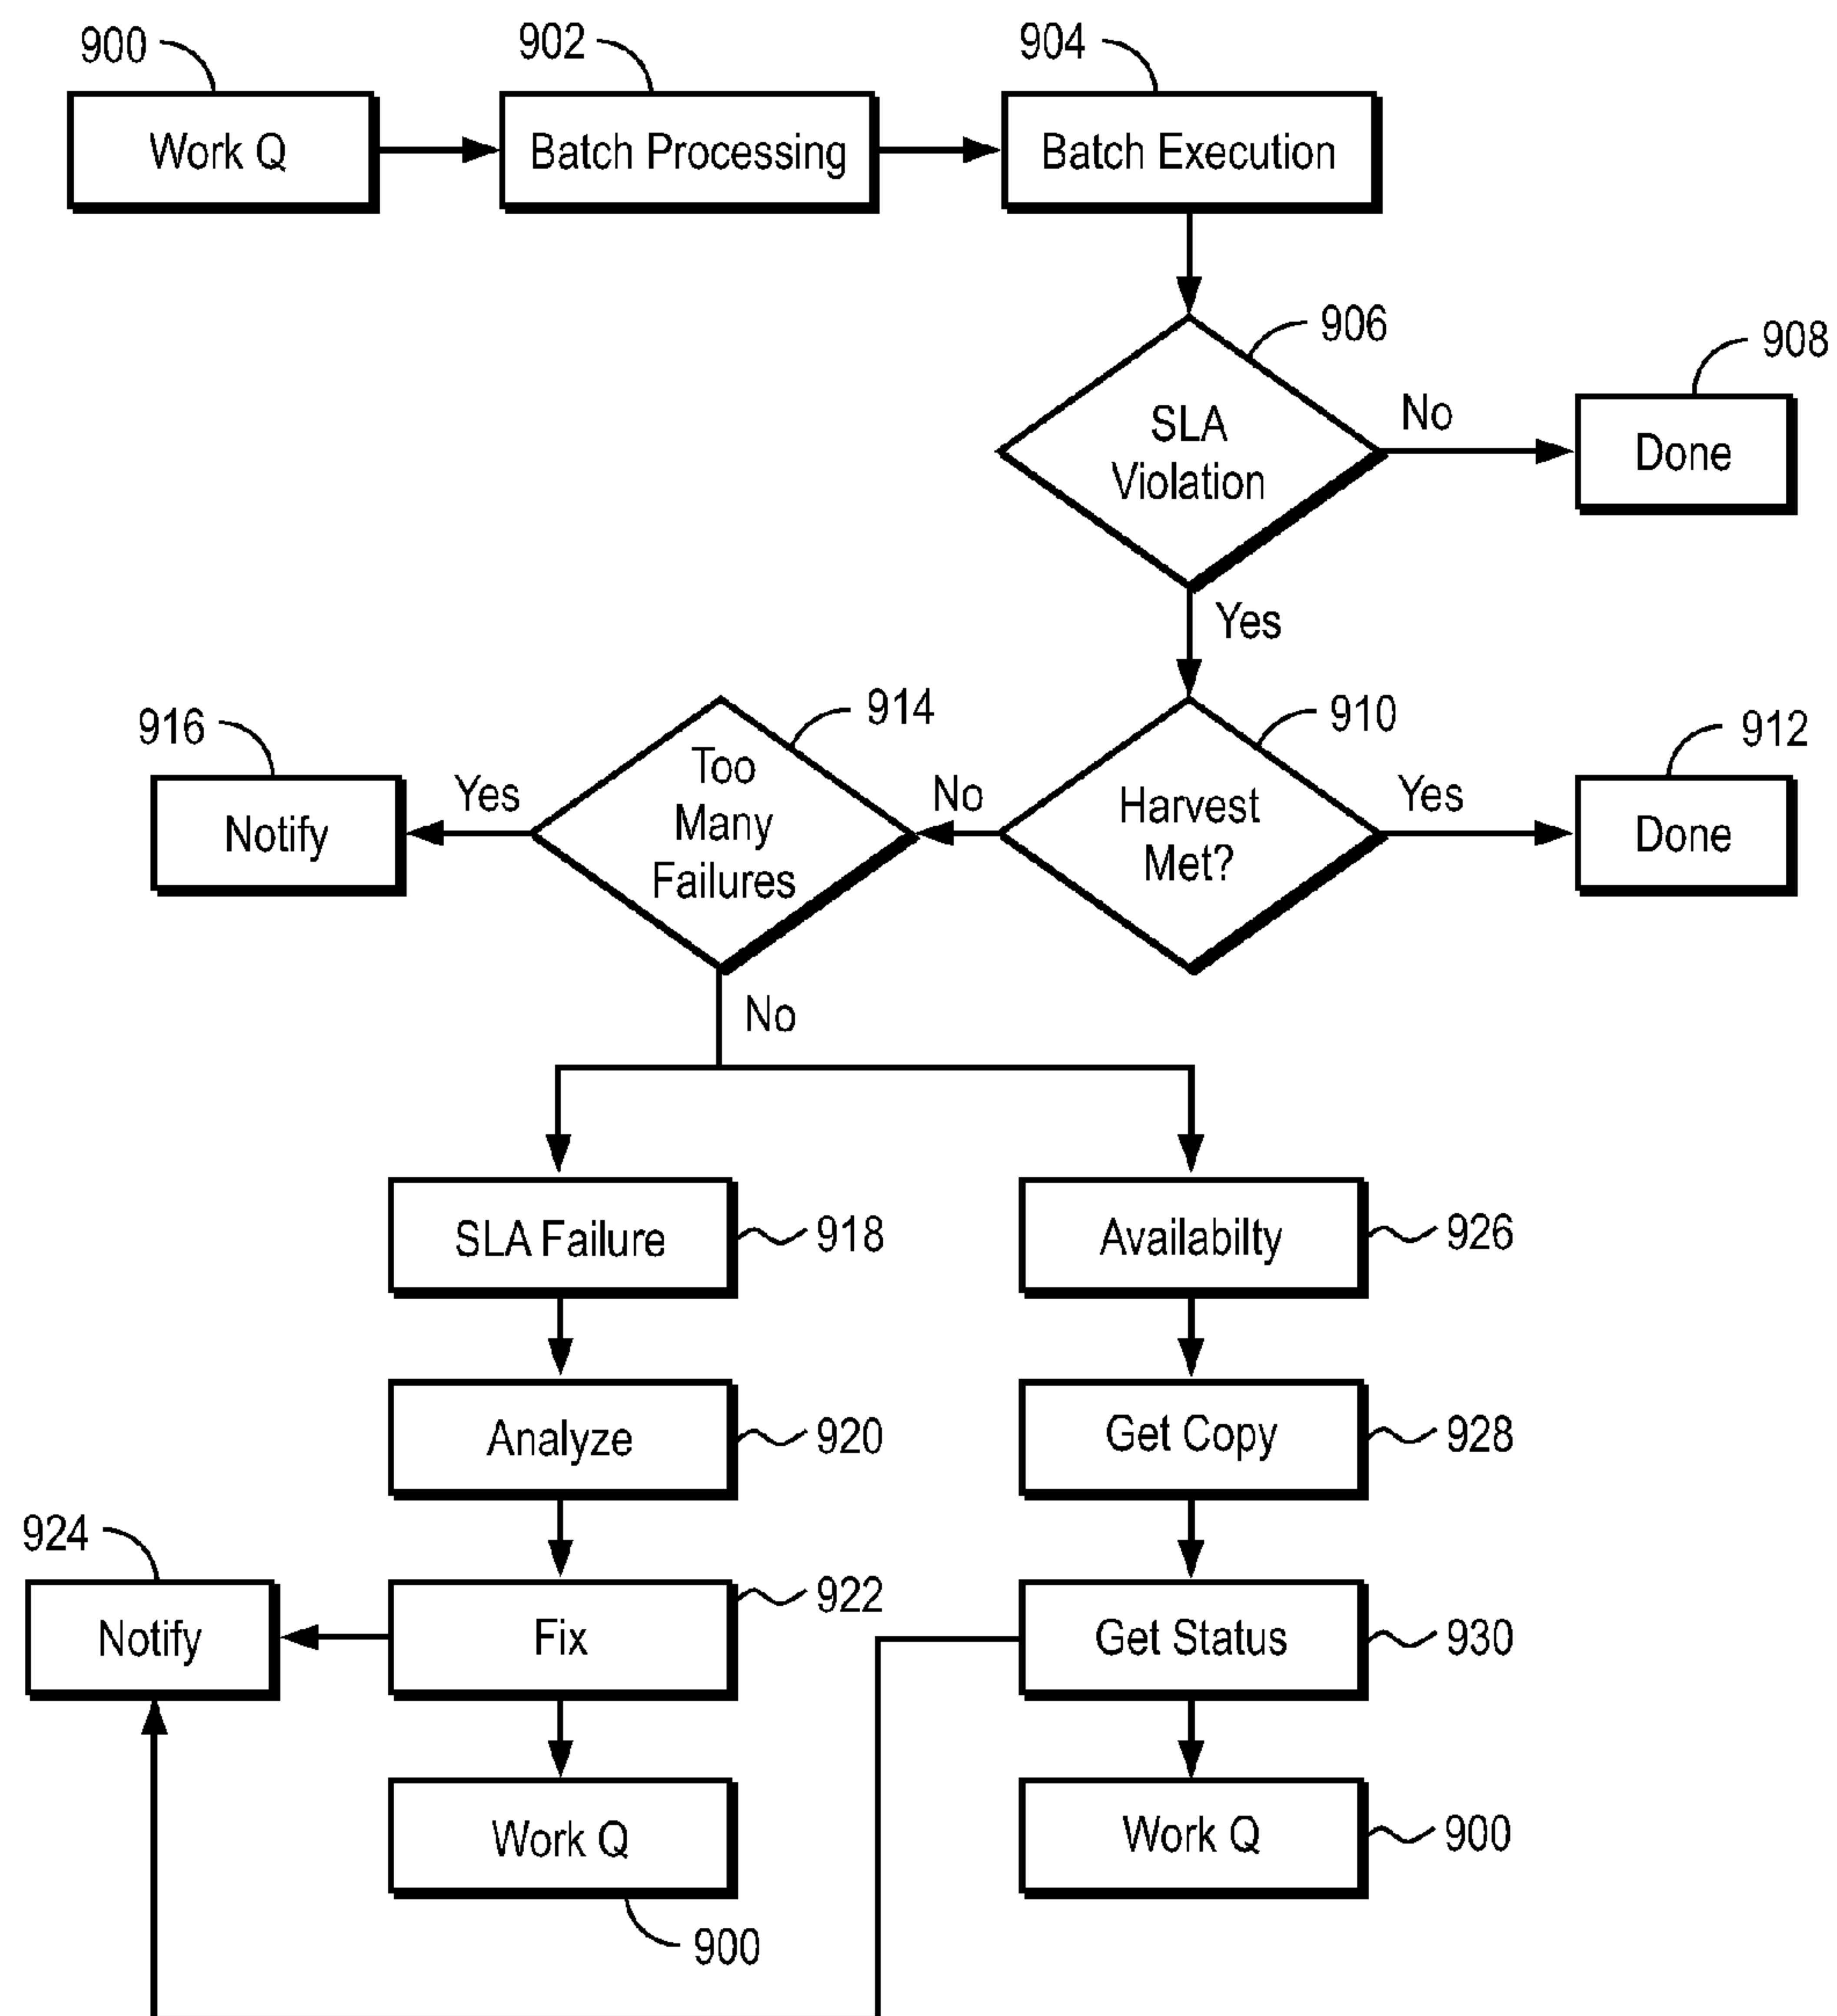 900
902
904
Work Q
Batch Processing
Batch Execution
906
908
SLA
Violation
No
Done
Yes
916
914
910
912
Notify
Yes
Too
Many
Failures
No
Harvest
Met?
Yes
Done
No
SLA Failure
918
Availabilty
926
Analyze
920
Get Copy
928
924
Notify
Fix
922
Get Status
930
Work Q
900
Work Q
900